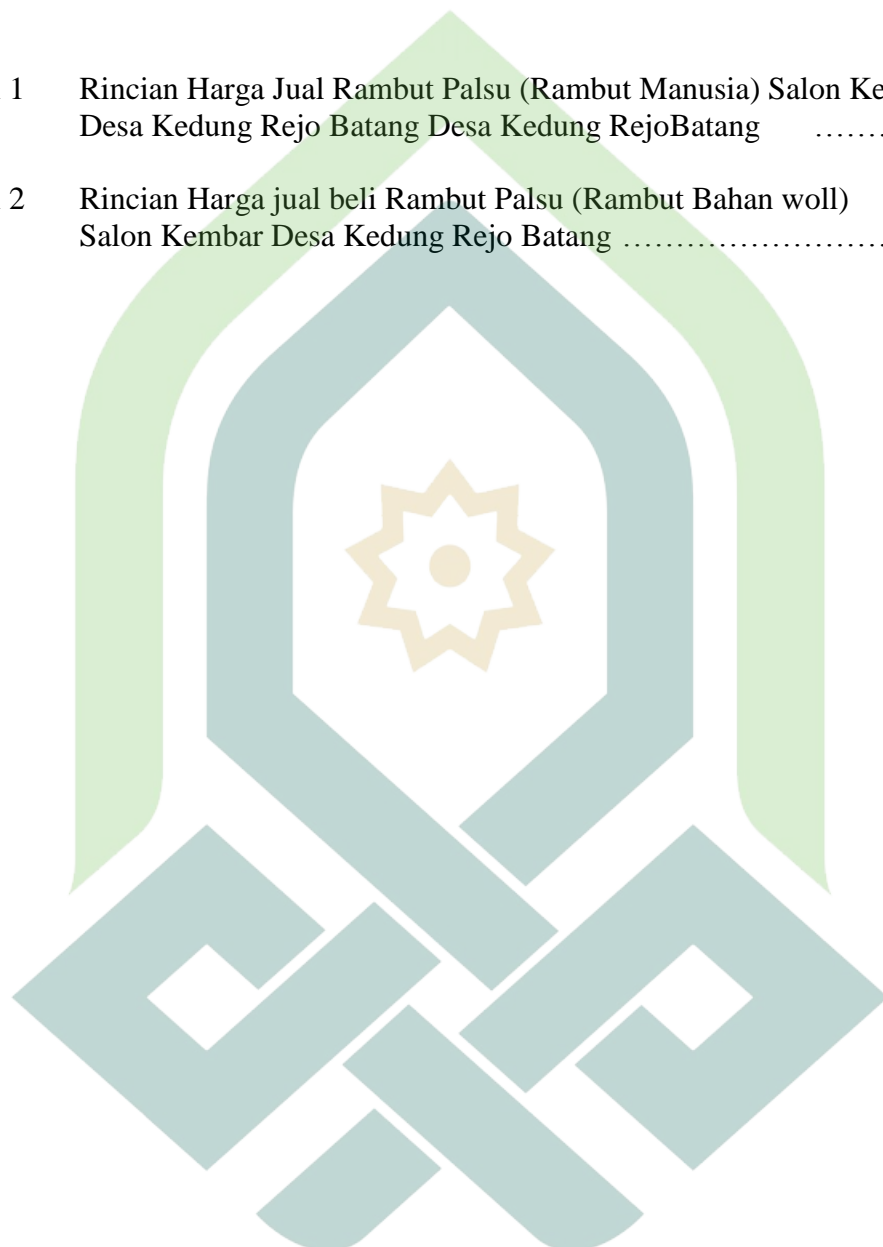 1 Rincian Harga Jual Rambut Palsu (Rambut Manusia) Salon Ke
Desa Kedung Rejo Batang Desa Kedung RejoBatang …….
2 Rincian Harga jual beli Rambut Palsu (Rambut Bahan woll)
Salon Kembar Desa Kedung Rejo Batang …………………….